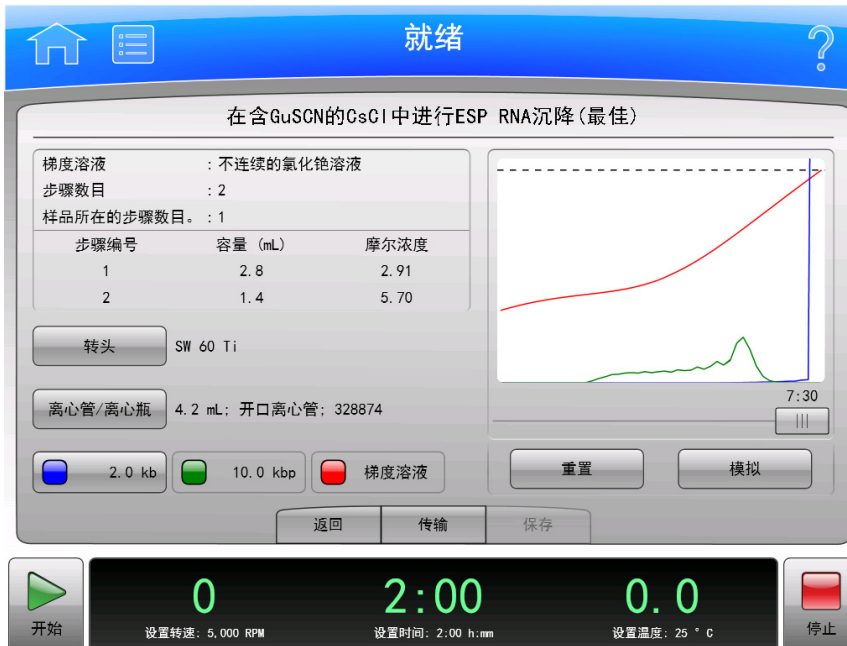 就绪
在含GuSCN的CsCl中进行ESP RNA沉降(最佳)
梯度溶液 : 不连续的氯化铯溶液
步骤数目 : 2
样品所在的步骤数目。 : 1
步骤编号 容量 (mL) 摩尔浓度
1 2.8 2.91
2 1.4 5.70
转头 SW 60 Ti
离心管/离心瓶 4.2 mL; 开口离心管; 328874
7:30
2.0 kb 10.0 kbp 梯度溶液
重置 模拟
返回 传输 保存
0 2:00 0.0
开始 设置转速: 5,000 RPM 设置时间: 2:00 h:mm 设置温度: 25 °C 停止